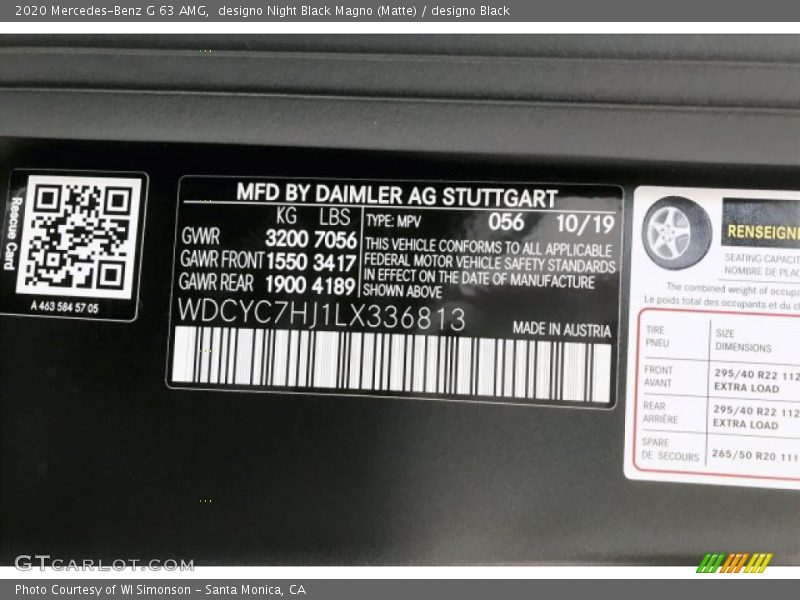 2020 Mercedes-Benz G 63 AMG,  designo Night Black Magno (Matte) / designo Black
Rescue Card
A 463 584 57 05
MFD BY DAIMLER AG STUTTGART
KG LBS
GWR 3200 7056
GAWR FRONT 1550 3417
GAWR REAR 1900 4189
TYPE: MPV 056 10/19
THIS VEHICLE CONFORMS TO ALL APPLICABLE
FEDERAL MOTOR VEHICLE SAFETY STANDARDS
IN EFFECT ON THE DATE OF MANUFACTURE
SHOWN ABOVE
WDCYC7HJ1LX336813
MADE IN AUSTRIA
SEATING
NOMBRE DE
The combined weight of
Le poids total des occupants et du
TIRE
PNEU
SIZE
DIMENSIONS
FRONT
AVANT
295/40 R22 112
EXTRA LOAD
REAR
ARRIÈRE
295/40 R22 112
EXTRA LOAD
SPARE
DE SECOURS
265/50 R20 111
GTCARLOT.COM
Photo Courtesy of WI Simonson - Santa Monica, CA